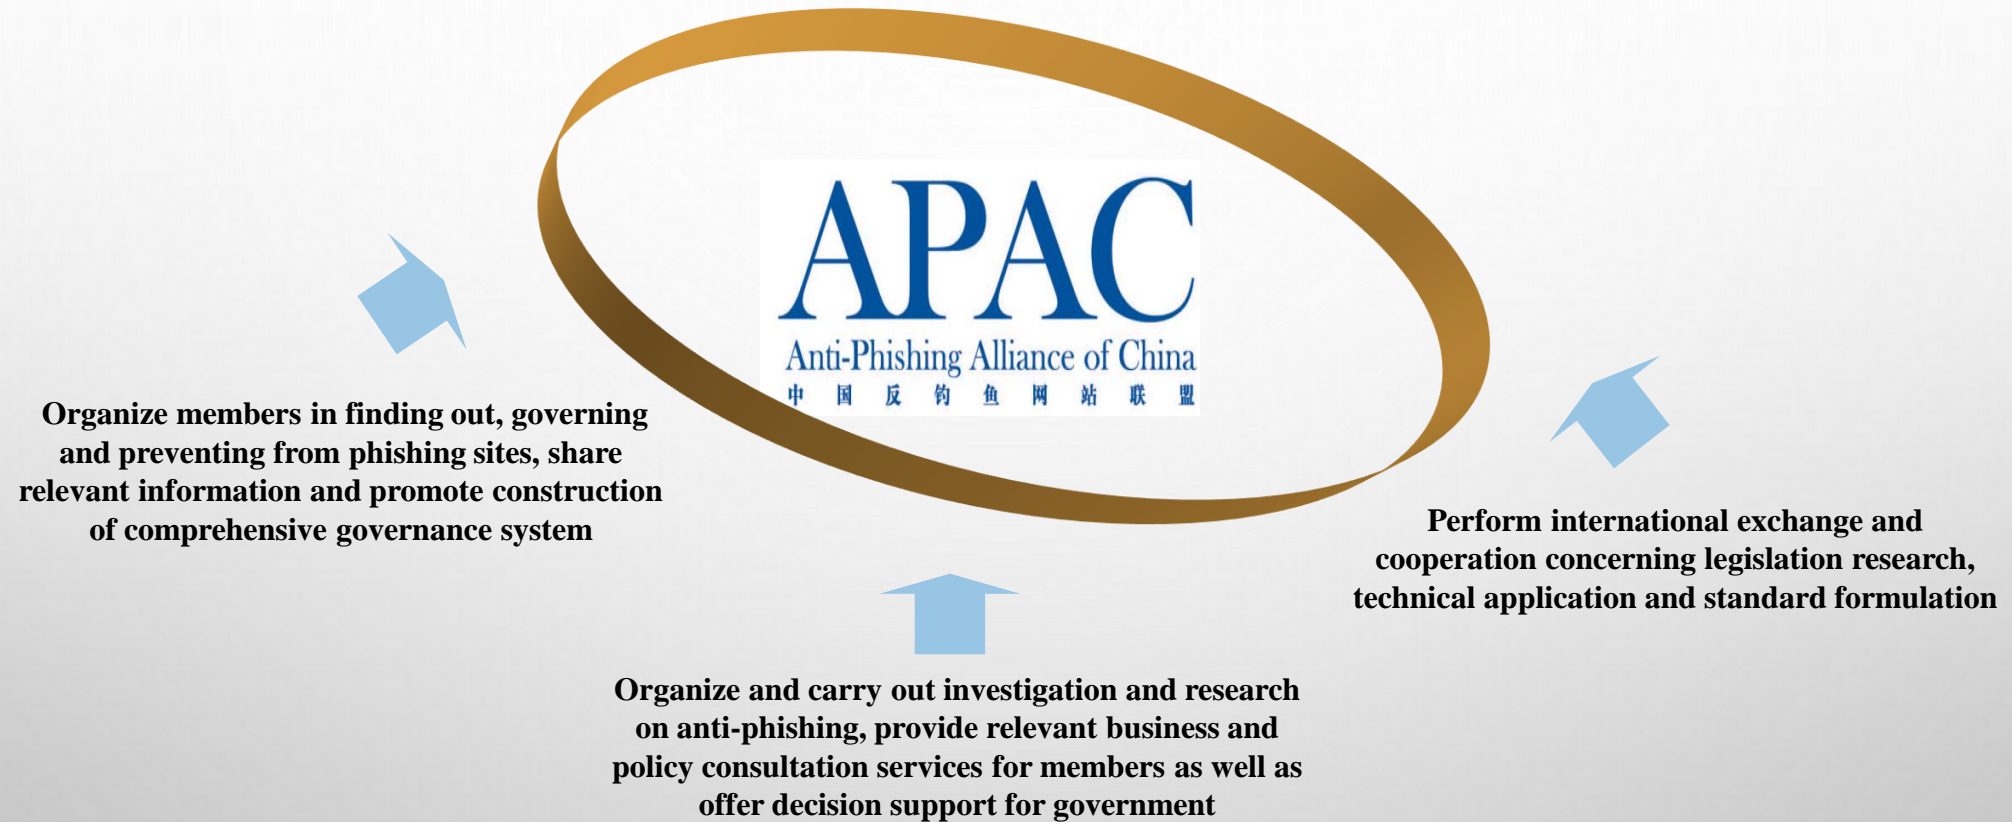 APAC
Anti-Phishing Alliance of China
中国反钓鱼网站联盟
Organize members in finding out, governing
and preventing from phishing sites, share
relevant information and promote construction
of comprehensive governance system
Perform international exchange and
cooperation concerning legislation research,
technical application and standard formulation
Organize and carry out investigation and research
on anti-phishing, provide relevant business and
policy consultation services for members as well as
offer decision support for government